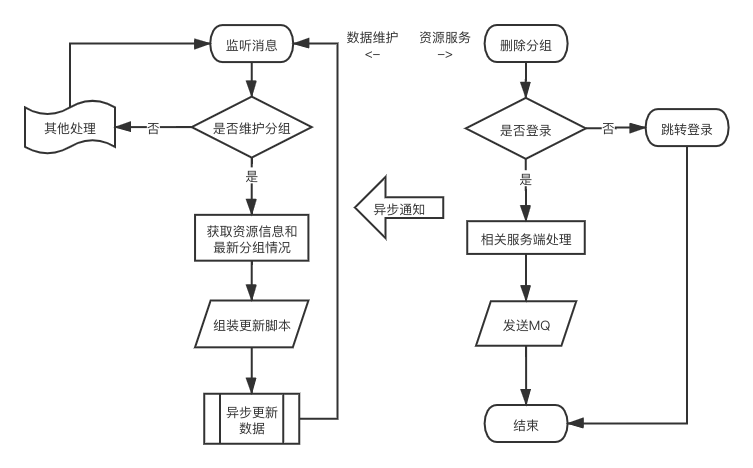 监听消息
数据维护
<–
资源服务
–>
删除分组
其他处理
否
是否维护分组
是否登录
否
跳转登录
是
是
获取资源信息和
最新分组情况
异步通知
相关服务端处理
组装更新脚本
发送MQ
异步更新
数据
结束